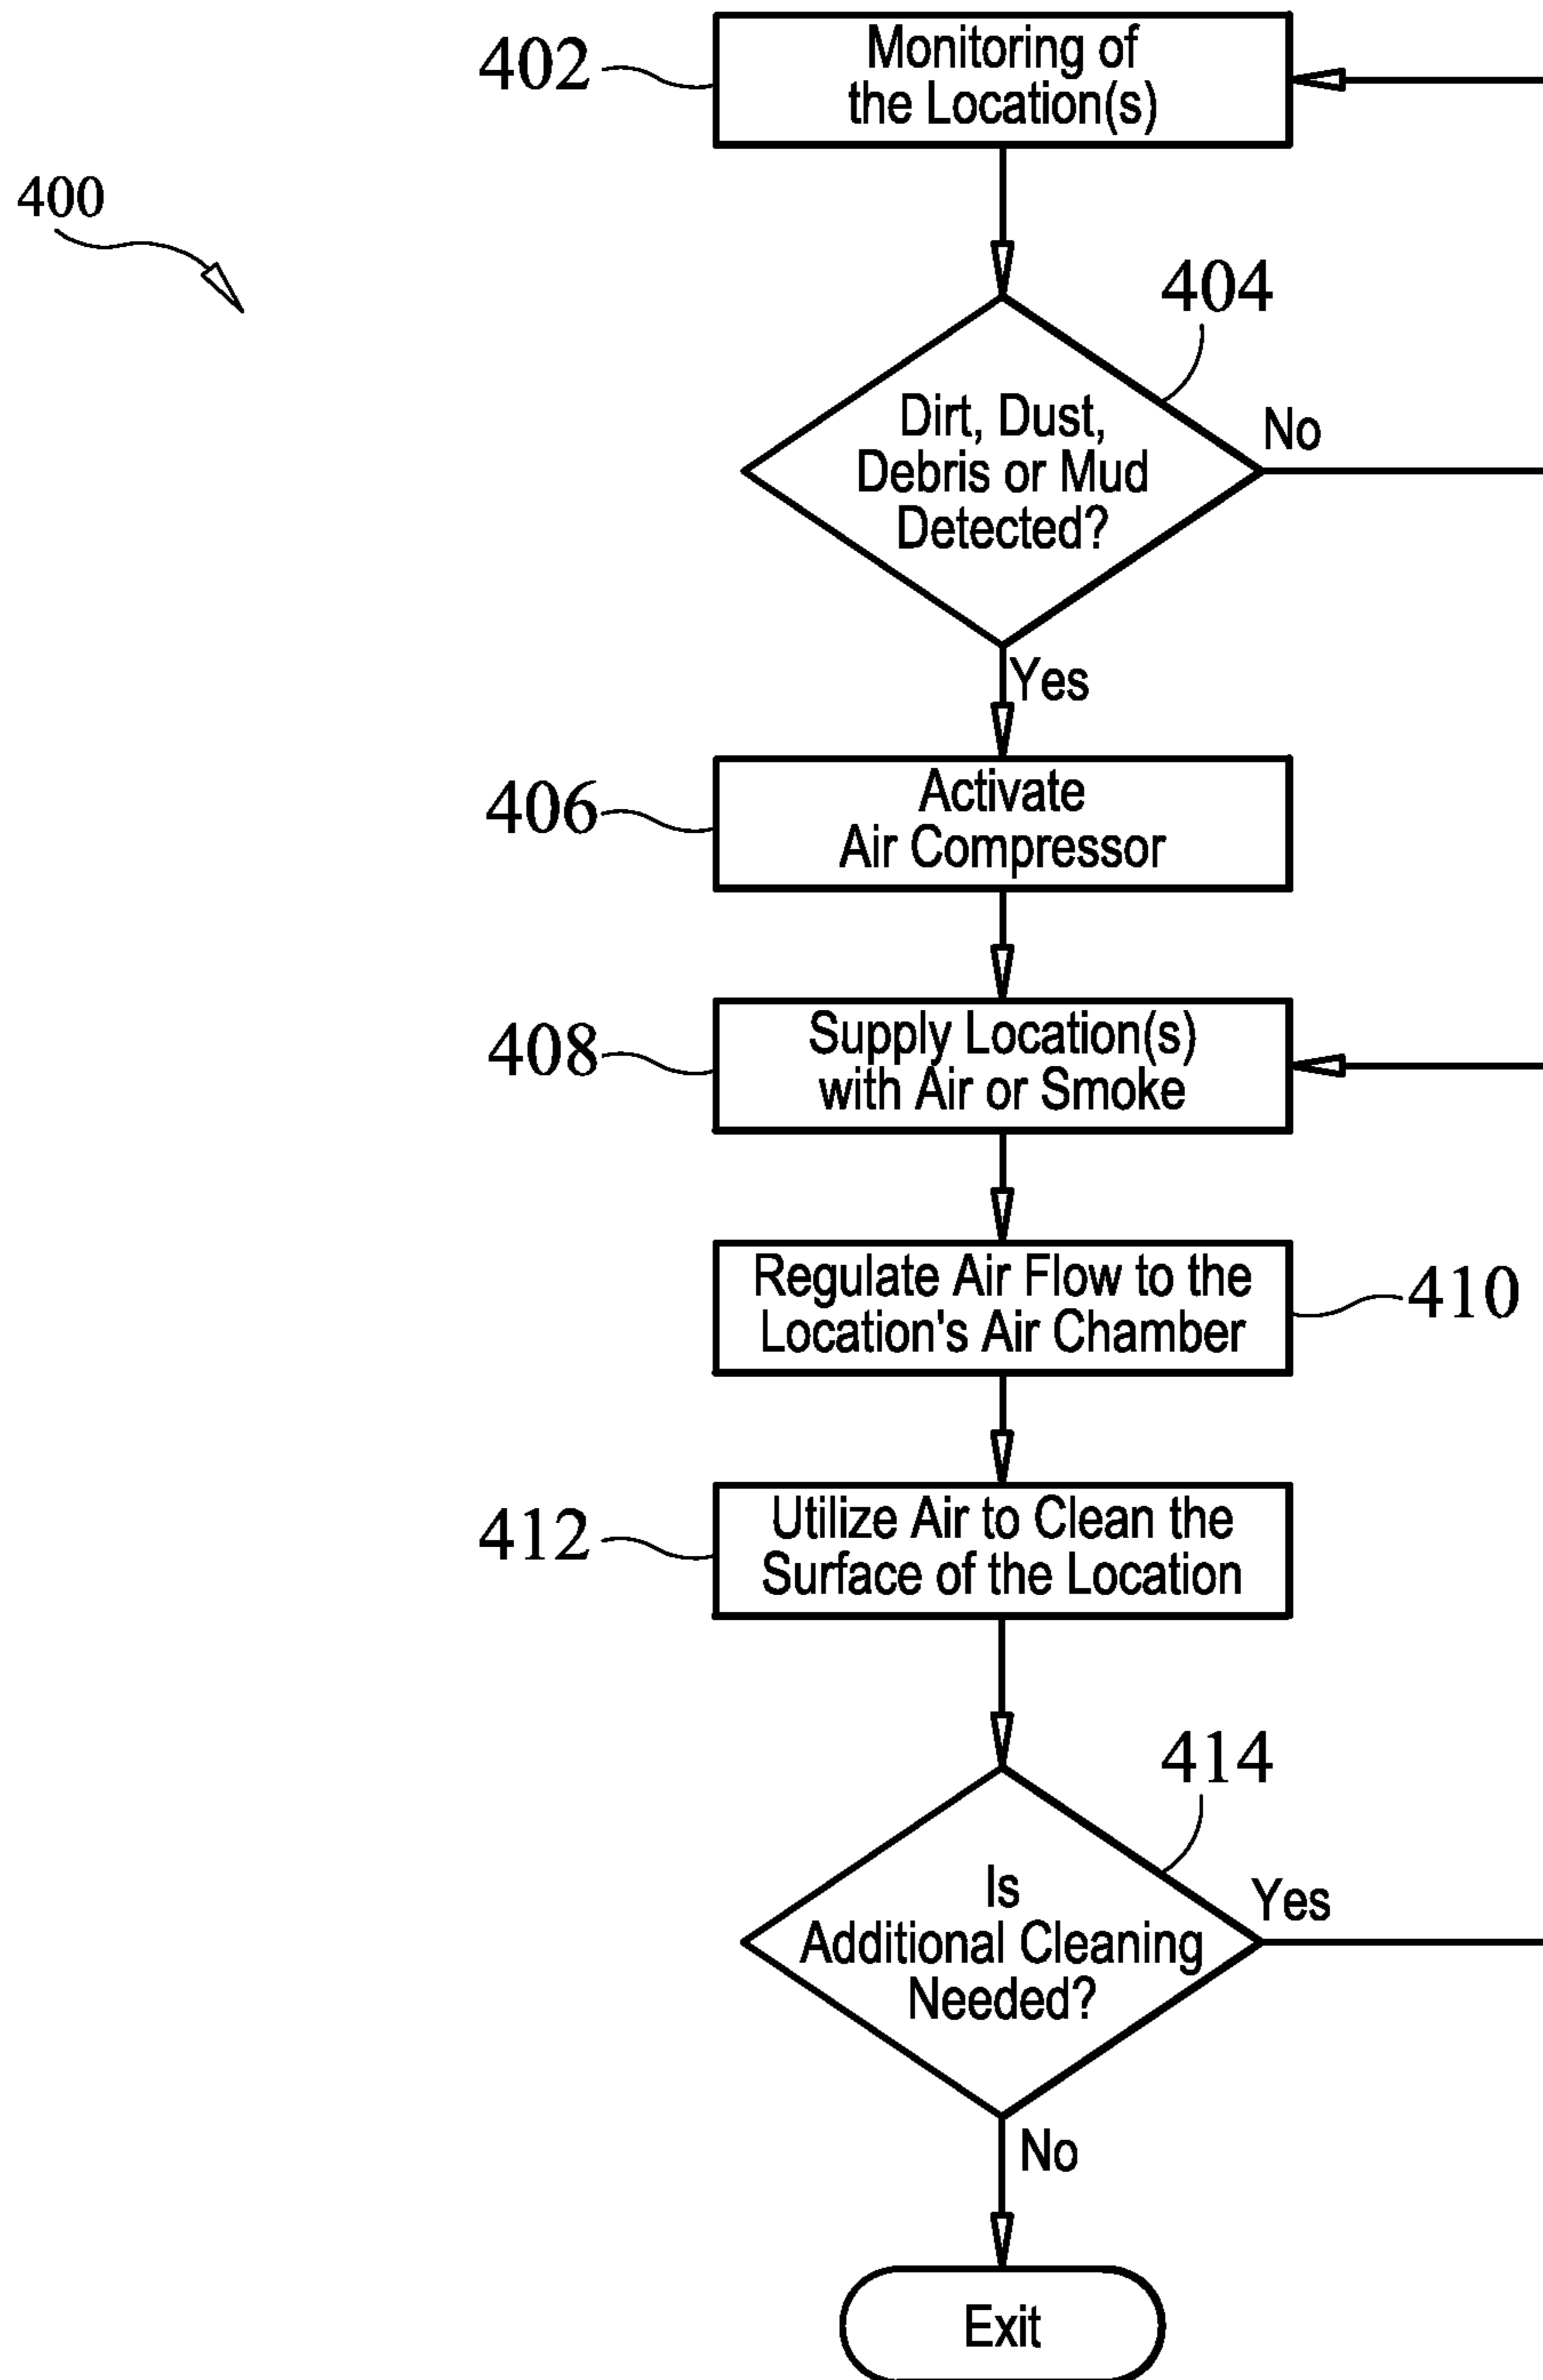 402
Monitoring of
the Location(s)
400
404
Dirt, Dust,
Debris or Mud
Detected?
No
Yes
406
Activate
Air Compressor
408
Supply Location(s)
with Air or Smoke
Regulate Air Flow to the
Location's Air Chamber
410
412
Utilize Air to Clean the
Surface of the Location
414
Is
Additional Cleaning
Needed?
Yes
No
Exit